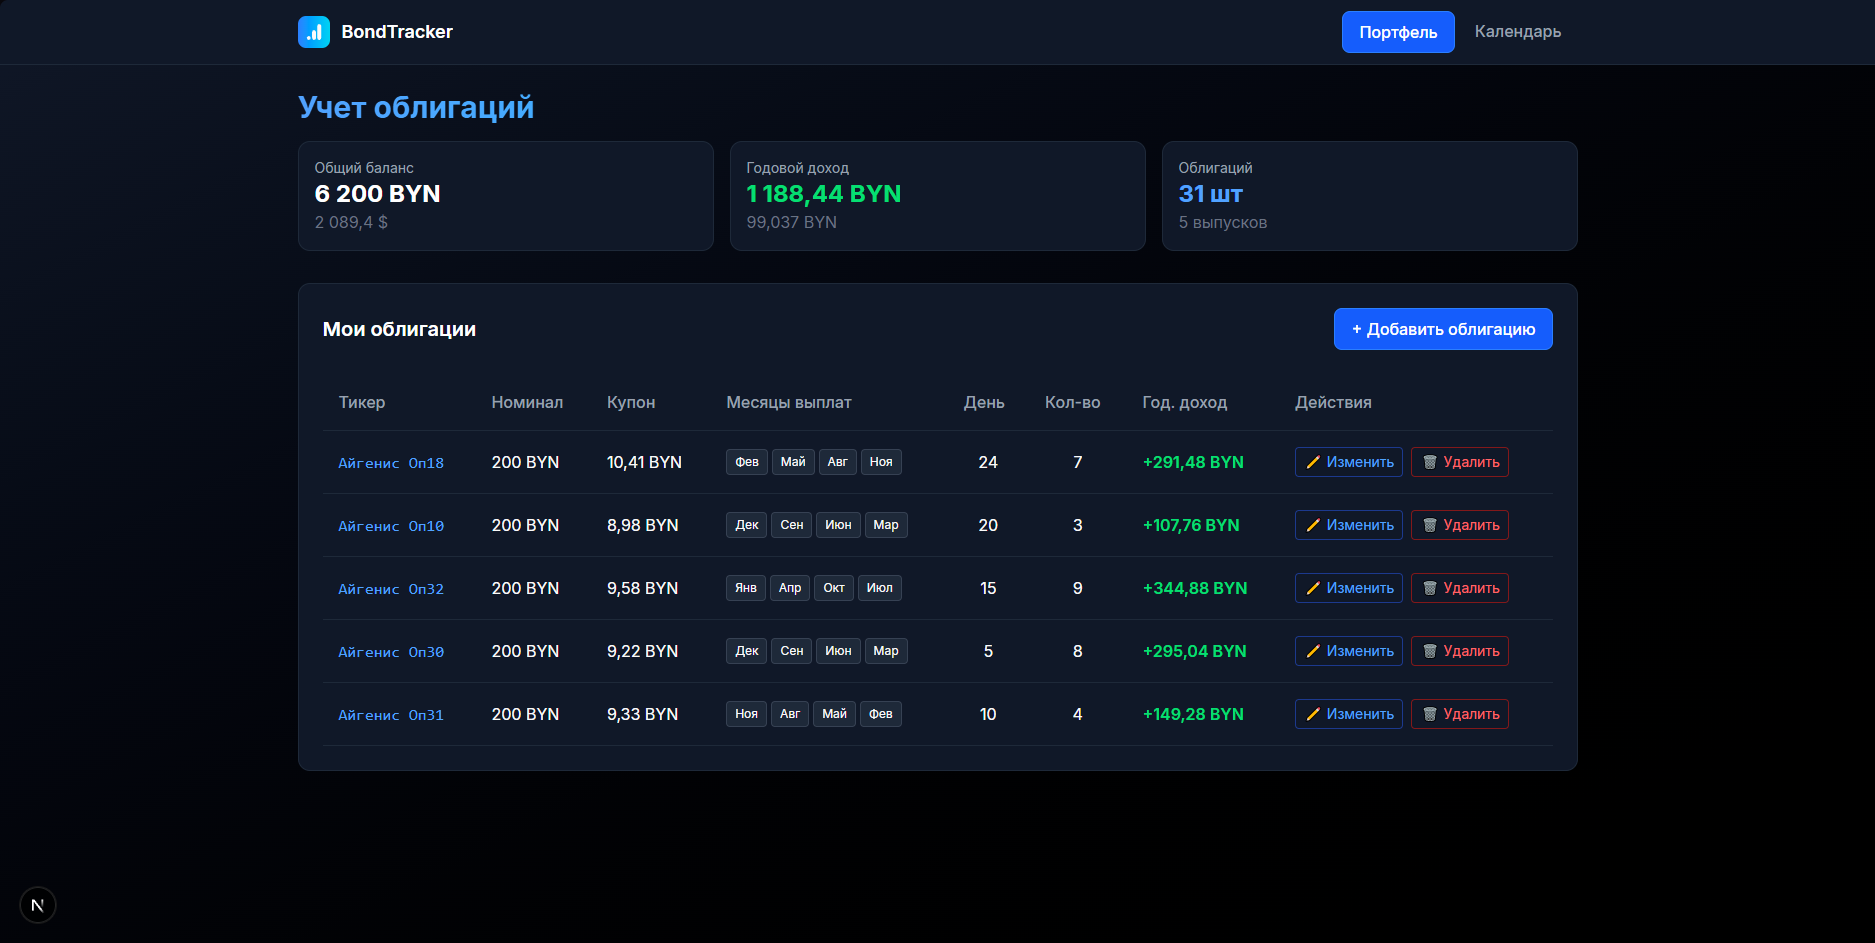 BondTracker
Портфель
Календарь
Учет облигаций
Общий баланс
6 200 BYN
2 089,4 $
Годовой доход
1 188,44 BYN
99,037 BYN
Облигаций
31 шт
5 выпусков
Мои облигации
+ Добавить облигацию
Тикер Номинал Купон Месяцы выплат День Кол-во Год. доход Действия
Айгенис Оп18 200 BYN 10,41 BYN Фев Май Авг Ноя 24 7 +291,48 BYN Изменить Удалить
Айгенис Оп10 200 BYN 8,98 BYN Дек Сен Июн Мар 20 3 +107,76 BYN Изменить Удалить
Айгенис Оп32 200 BYN 9,58 BYN Янв Апр Окт Июл 15 9 +344,88 BYN Изменить Удалить
Айгенис Оп30 200 BYN 9,22 BYN Дек Сен Июн Мар 5 8 +295,04 BYN Изменить Удалить
Айгенис Оп31 200 BYN 9,33 BYN Ноя Авг Май Фев 10 4 +149,28 BYN Изменить Удалить
N